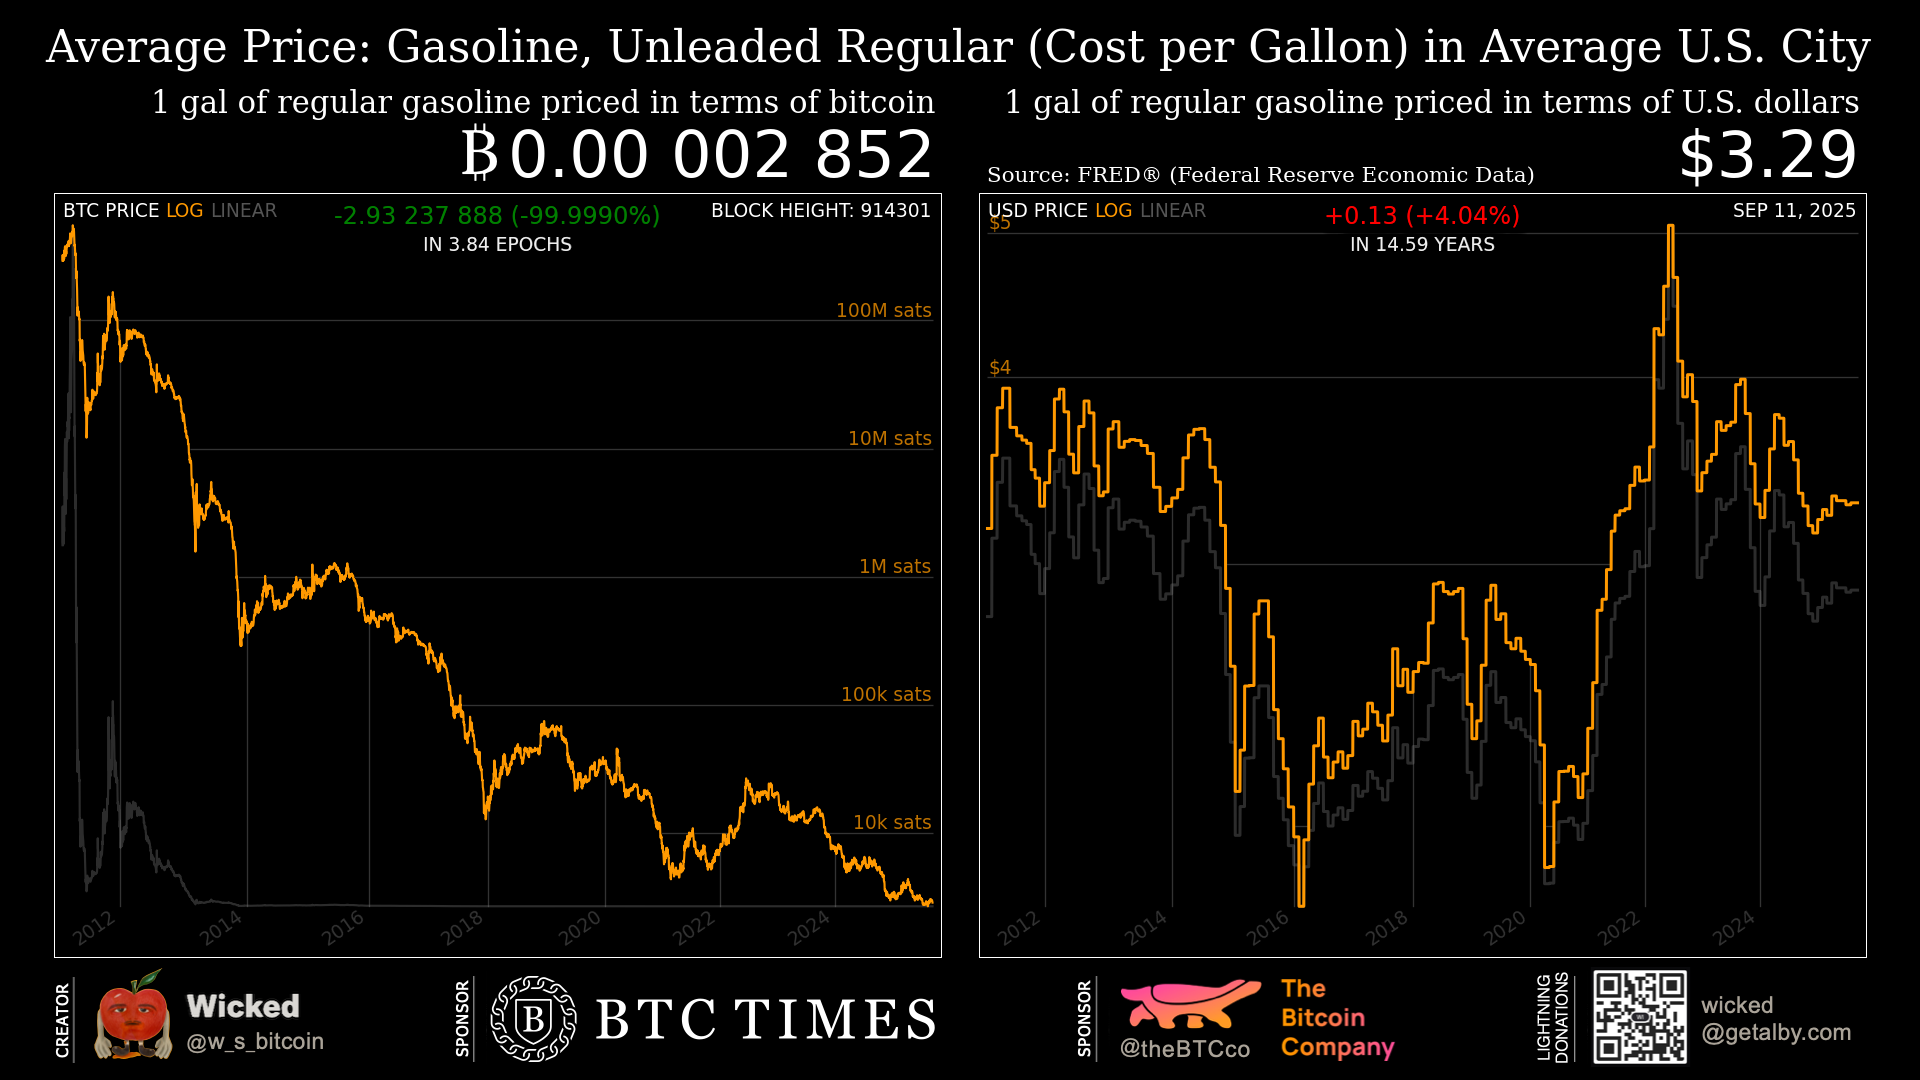 Average Price: Gasoline, Unleaded Regular (Cost per Gallon) in Average U.S. City
1 gal of regular gasoline priced in terms of bitcoin
₿0.00 002 852
BTC PRICE LOG LINEAR
-2.93 237 888 (-99.9990%)
IN 3.84 EPOCHS
BLOCK HEIGHT: 914301
100M sats
10M sats
1M sats
100k sats
10k sats
2012 2014 2016 2018 2020 2022 2024
1 gal of regular gasoline priced in terms of U.S. dollars
$3.29
Source: FRED® (Federal Reserve Economic Data)
USD PRICE LOG LINEAR
+0.13 (+4.04%)
IN 14.59 YEARS
SEP 11, 2025
$5
$4
2012 2014 2016 2018 2020 2022 2024
CREATOR
Wicked
@w_s_bitcoin
SPONSOR
B
BTC TIMES
SPONSOR
@theBTCco
The
Bitcoin
Company
LIGHTNING
DONATIONS
wicked
@getalby.com